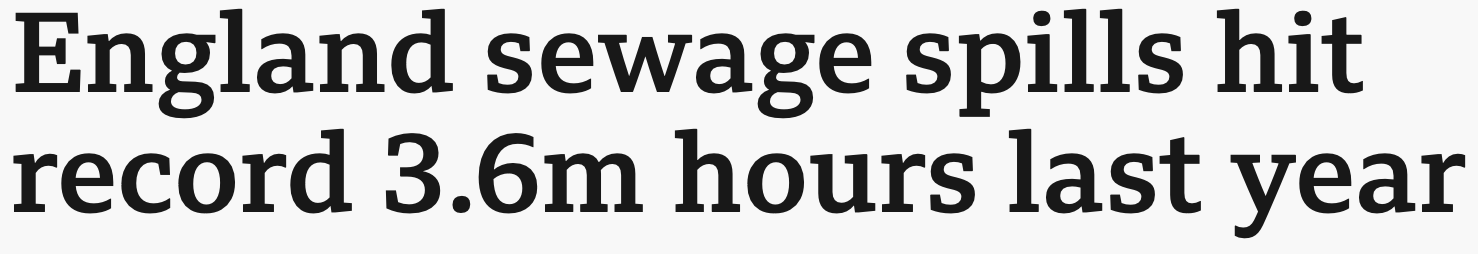 England sewage spills hit
record 3.6m hours last year